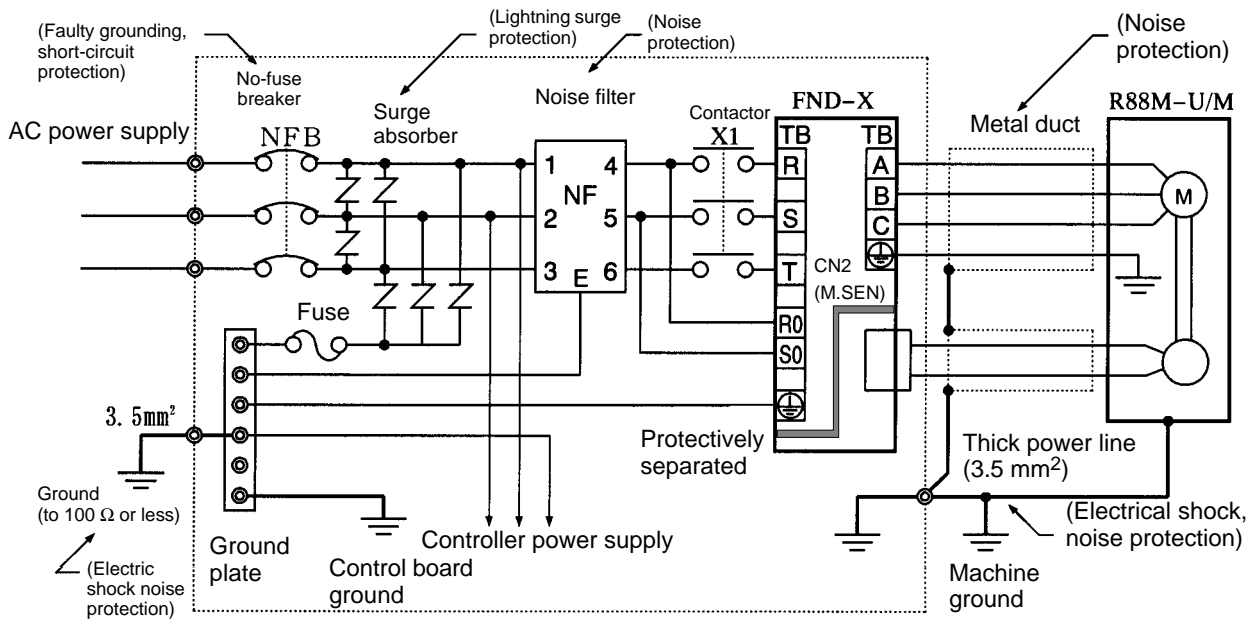 (Faulty grounding,
short-circuit
protection)
(Lightning surge
protection)
(Noise
protection)
(Noise
protection)
No-fuse
breaker
Surge
absorber
Noise filter
Contactor
X1
FND-X
Metal duct
R88M-U/M
AC power supply
NFB
TB
TB
1
4
R
A
NF
B
M
2
5
S
C
3
6
T
E
CN2
(M.SEN)
Fuse
R0
S0
3. 5mm²
Protectively
separated
Thick power line
(3.5 mm²)
Ground
(to 100 Ω or less)
Controller power supply
(Electrical shock,
noise protection)
Ground
plate
Control board
ground
Machine
ground
(Electric
shock noise
protection)